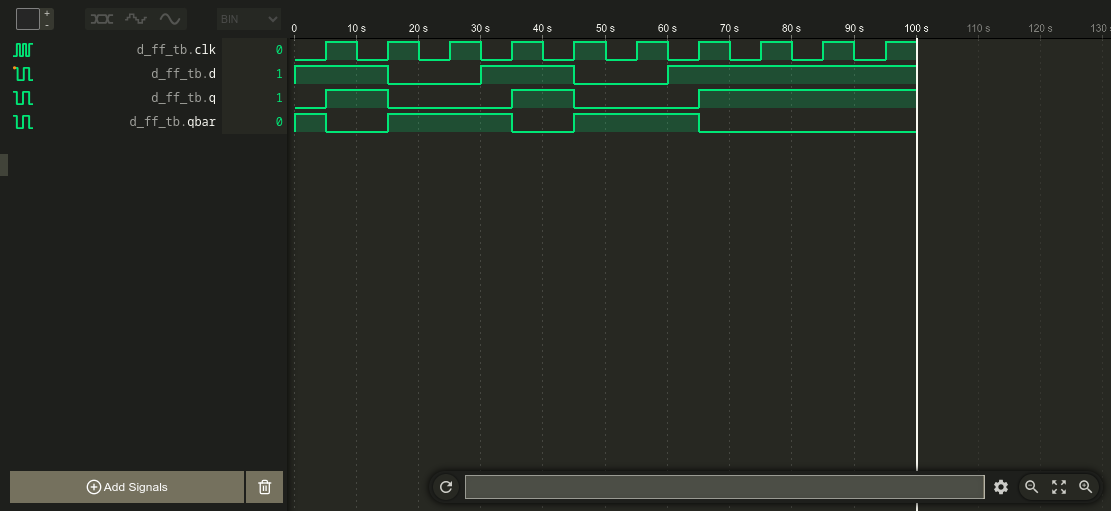 +
-
BIN
0 10 s 20 s 30 s 40 s 50 s 60 s 70 s 80 s 90 s 100 s 110 s 120 s 130 s
d_ff_tb.clk 0
d_ff_tb.d 1
d_ff_tb.q 1
d_ff_tb.qbar 0
Add Signals